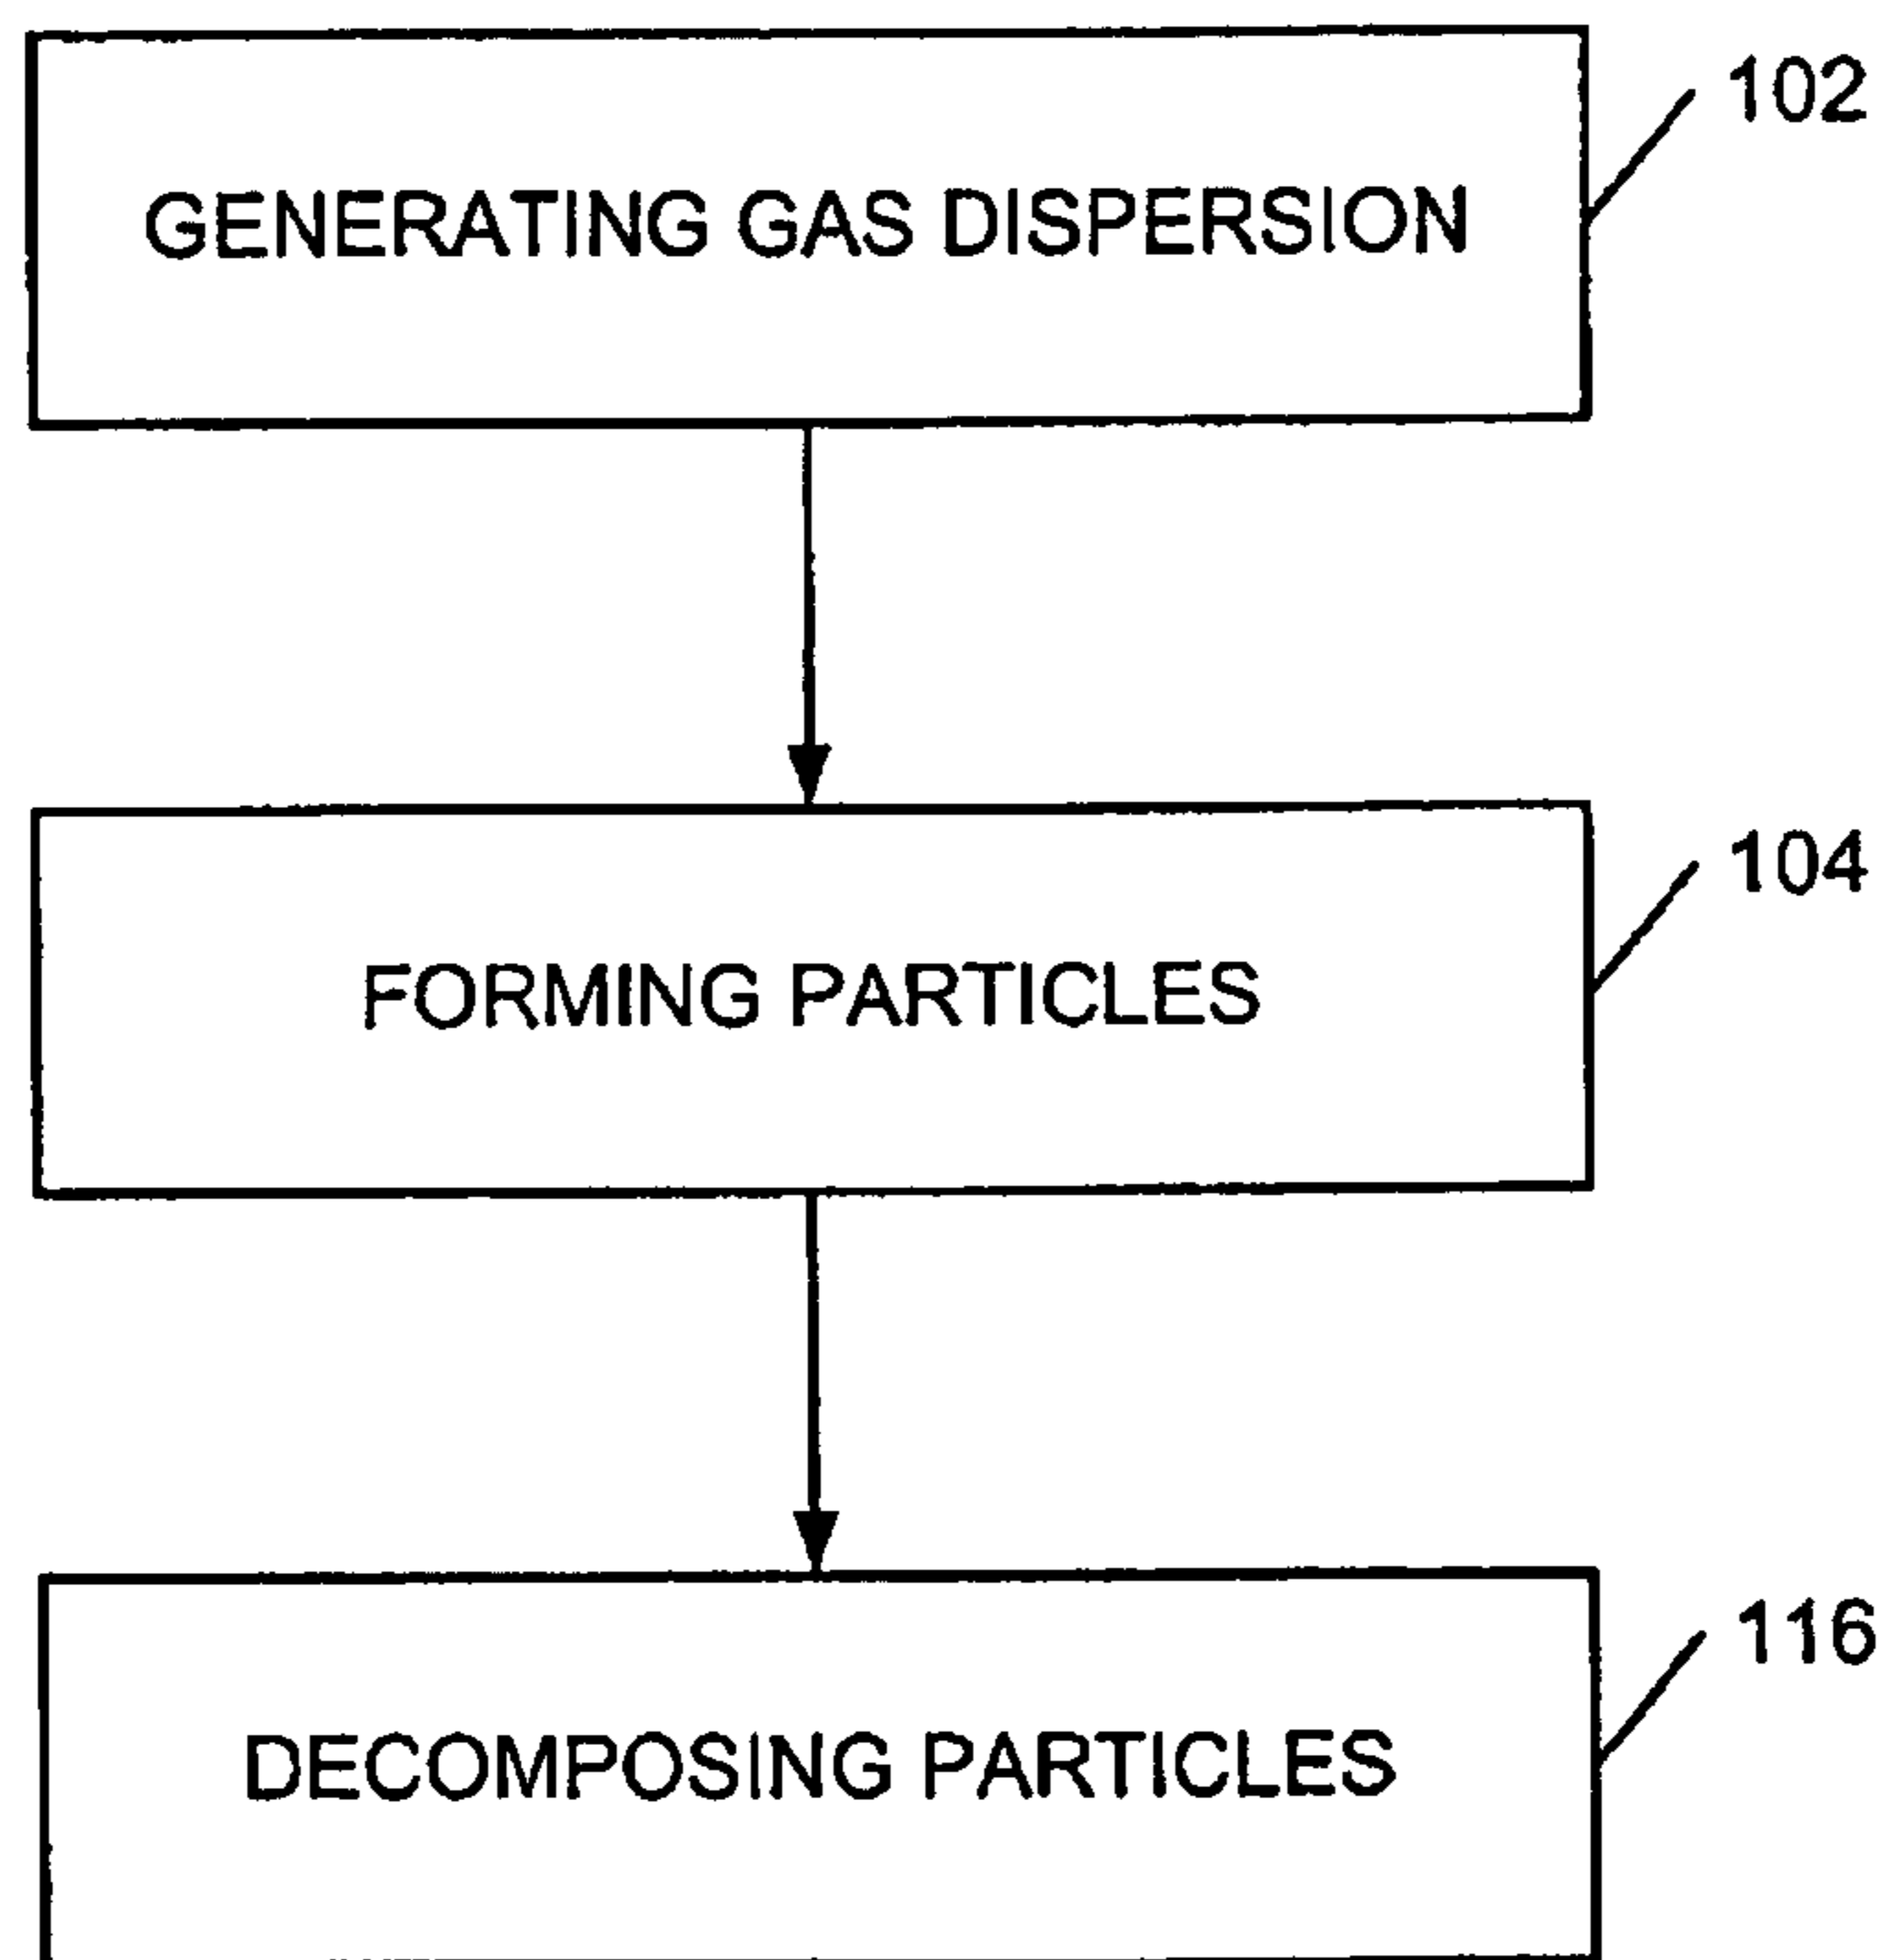 GENERATING GAS DISPERSION
102
FORMING PARTICLES
104
DECOMPOSING PARTICLES
116